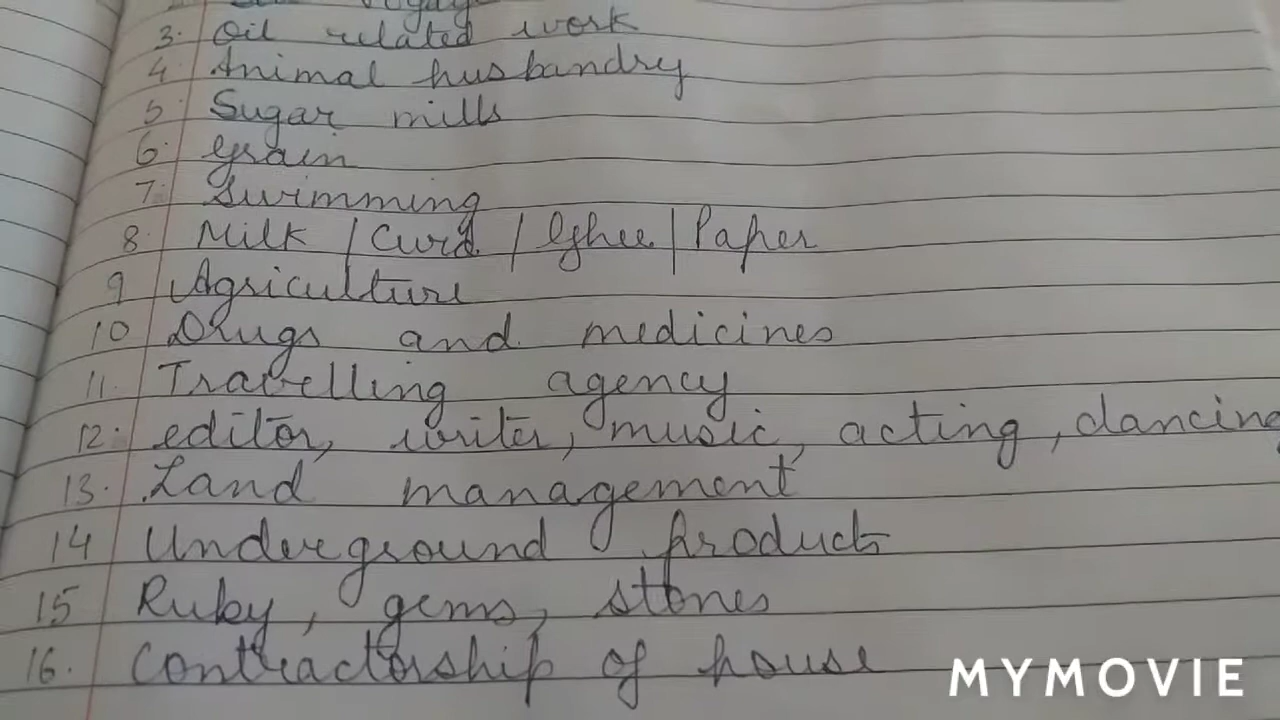 3. Oil related work
4 Animal husbandry
5 Sugar mills
6. Grain
7. Swimming
8. Milk / Curd / Ghee / Paper
9 Agriculture
10 Drugs and medicines
11. Travelling agency
12. editor, writer, music, acting, dancing
13. Land management
14 Underground products
15 Ruby, gems, stones
16. Contractorship of house
MYMOVIE